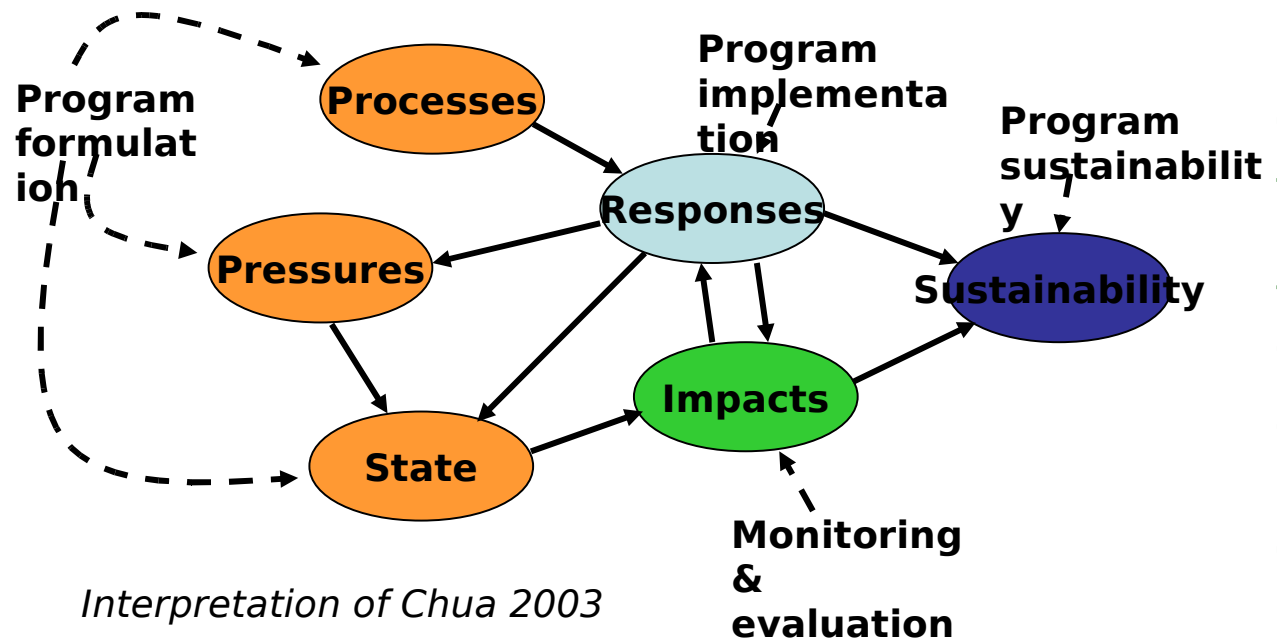 Program
formulat
ion
Processes
Program
implementa
tion
Program
sustainabilit
y
Responses
Pressures
Sustainability
Impacts
State
Monitoring
&
evaluation
Interpretation of Chua 2003